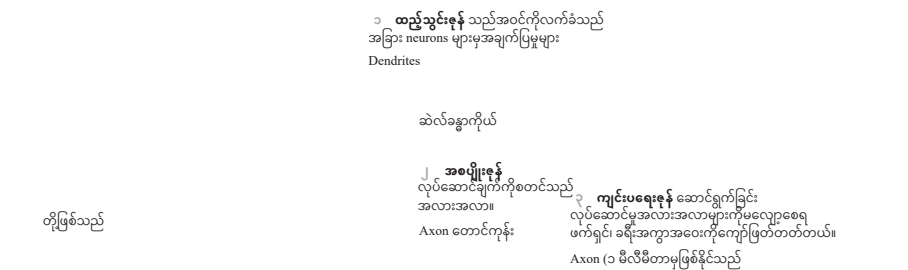 ၁ ထည့်သွင်းဇုန် သည်အဝင်ကိုလက်ခံသည်
အခြား neurons များမှအချက်ပြမှုများ
Dendrites
ဆဲလ်ခန္ဓာကိုယ်
၂ အစပျိုးဇုန်
လုပ်ဆောင်ချက်ကိုစတင်သည်
အလားအလာ။
Axon တောင်ကုန်း
၃ ကျင်းပရေးဇုန် ဆောင်ရွက်ခြင်း
လုပ်ဆောင်မှုအလားအလာများကိုမလျော့စေရ
ဖက်ရှင်၊ ခရီးအကွာအဝေးကိုကျော်ဖြတ်တတ်တယ်။
Axon (၁ မီလီမီတာမှဖြစ်နိုင်သည်
တို့ဖြစ်သည်